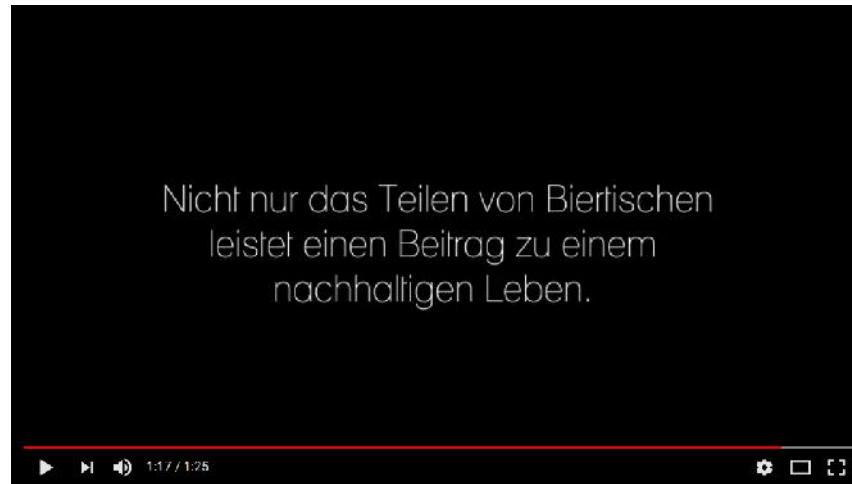 Nicht nur das Teilen von Biertischen
leistet einen Beitrag zu einem
nachhaltigen Leben.
1:17 / 1:25